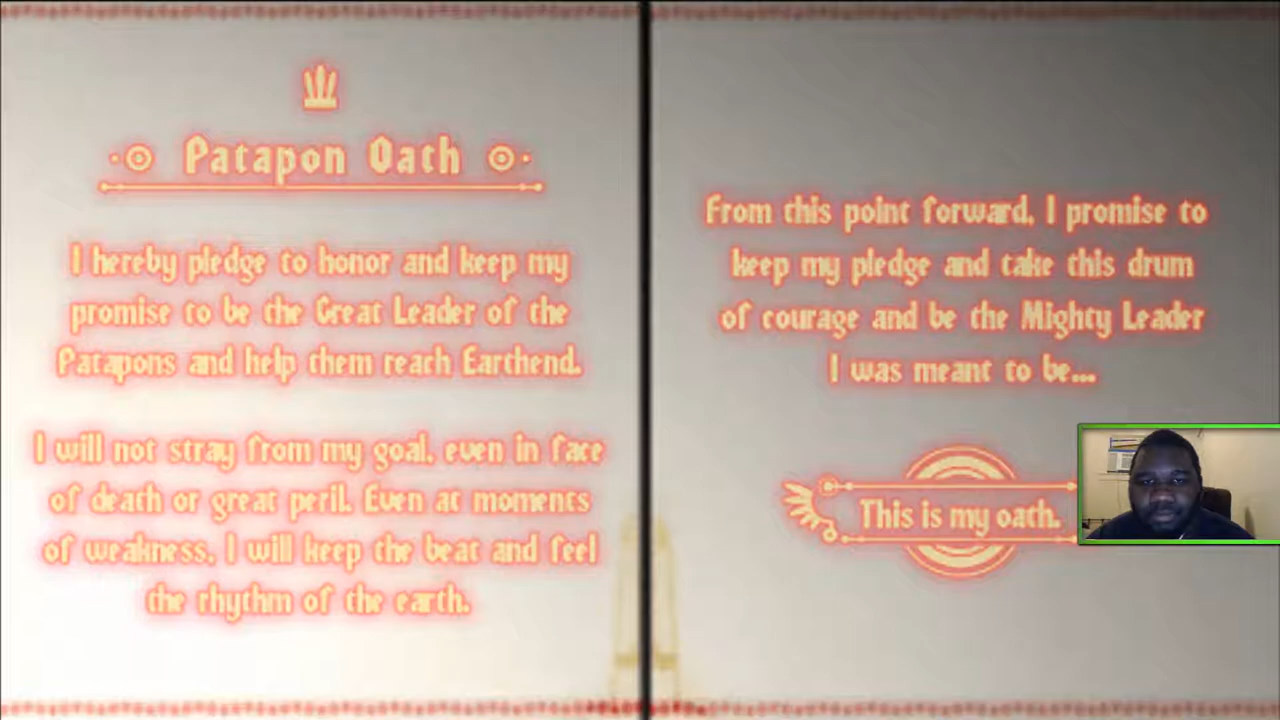 Patapon Oath
I hereby pledge to honor and keep my
promise to be the Great Leader of the
Patapons and help them reach Earthend.
I will not stray from my goal, even in face
of death or great peril. Even at moments
of weakness, I will keep the beat and feel
the rhythm of the earth.
From this point forward, I promise to
keep my pledge and take this drum
of courage and be the Mighty Leader
I was meant to be...
This is my oath.